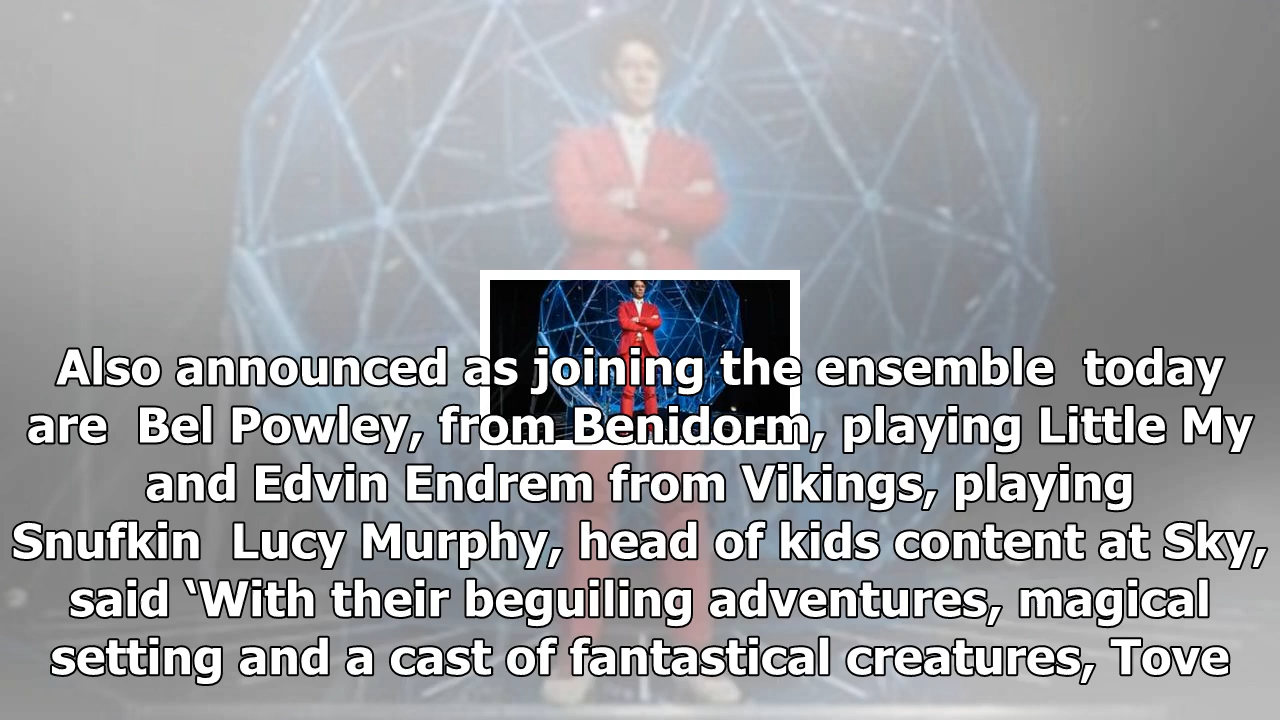 Also announced as joining the ensemble  today
are  Bel Powley, from Benidorm, playing Little My
and Edvin Endrem from Vikings, playing
Snufkin  Lucy Murphy, head of kids content at Sky,
said ‘With their beguiling adventures, magical
setting and a cast of fantastical creatures, Tove